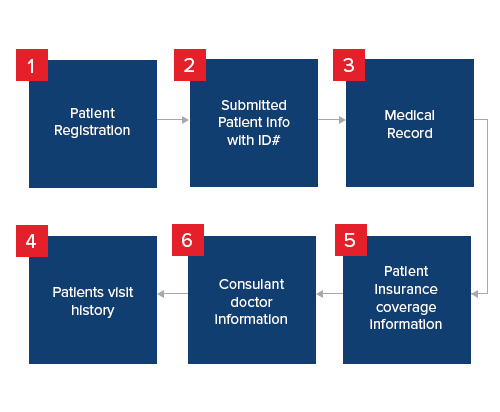 1
Patient
Registration
2
Submitted
Patient Info
with ID#
3
Medical
Record
4
Patients visit
history
6
Consulant
doctor
Information
5
Patient
Insurance
coverage
Information